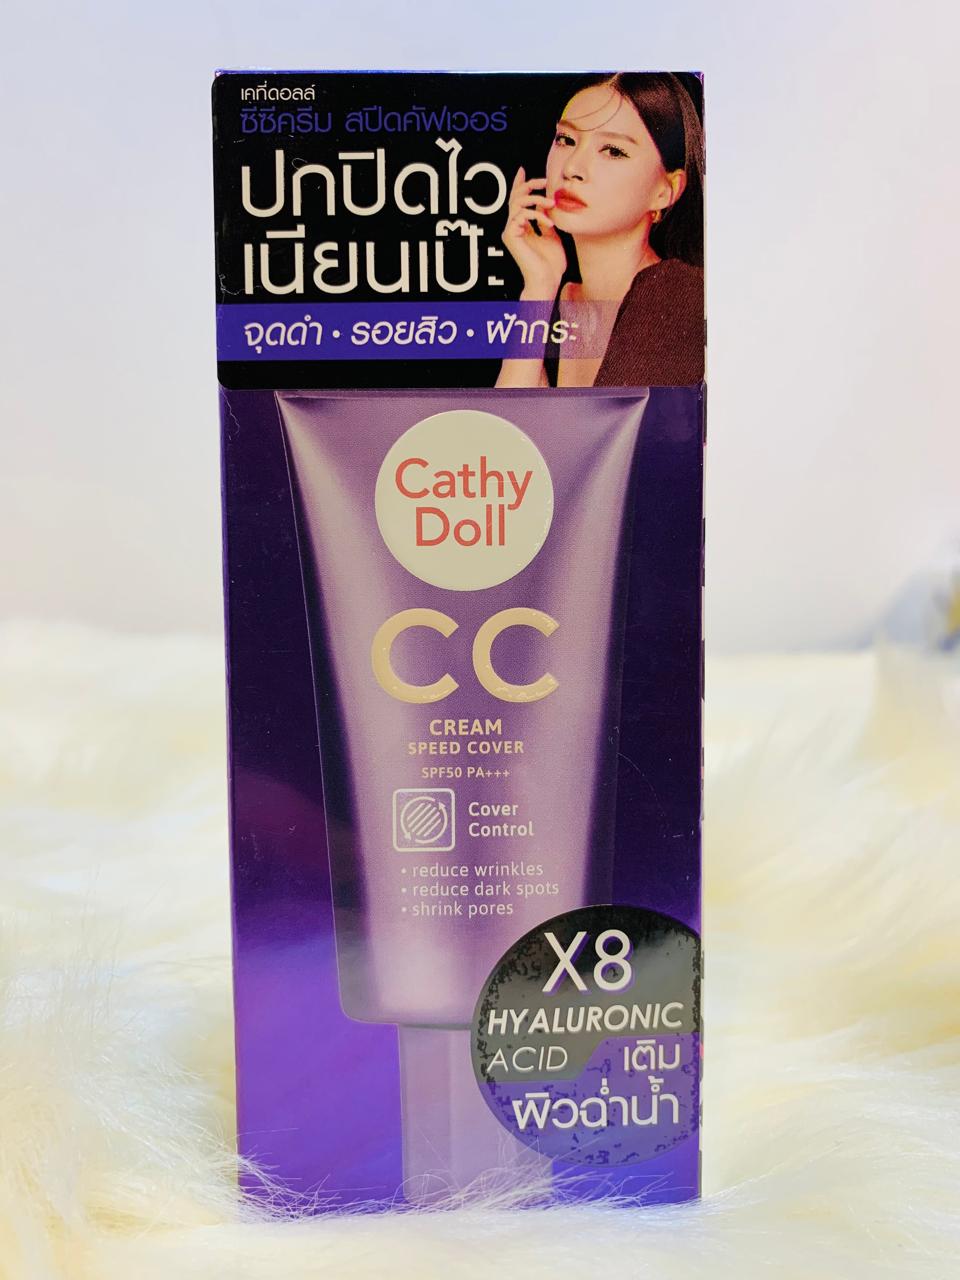 เคที่ดอลล์
ซีซีครีม สปีดคัฟเวอร์
ปกปิดไว
เนียนเป๊ะ
จุดดำ • รอยสิว • ฝ้ากระ
Cathy
Doll
CC
CREAM
SPEED COVER
SPF50 PA+++
Cover
Control
• reduce wrinkles
• reduce dark spots
• shrink pores
X8
HYALURONIC
ACID เติม
ผิวฉ่ำน้ำ